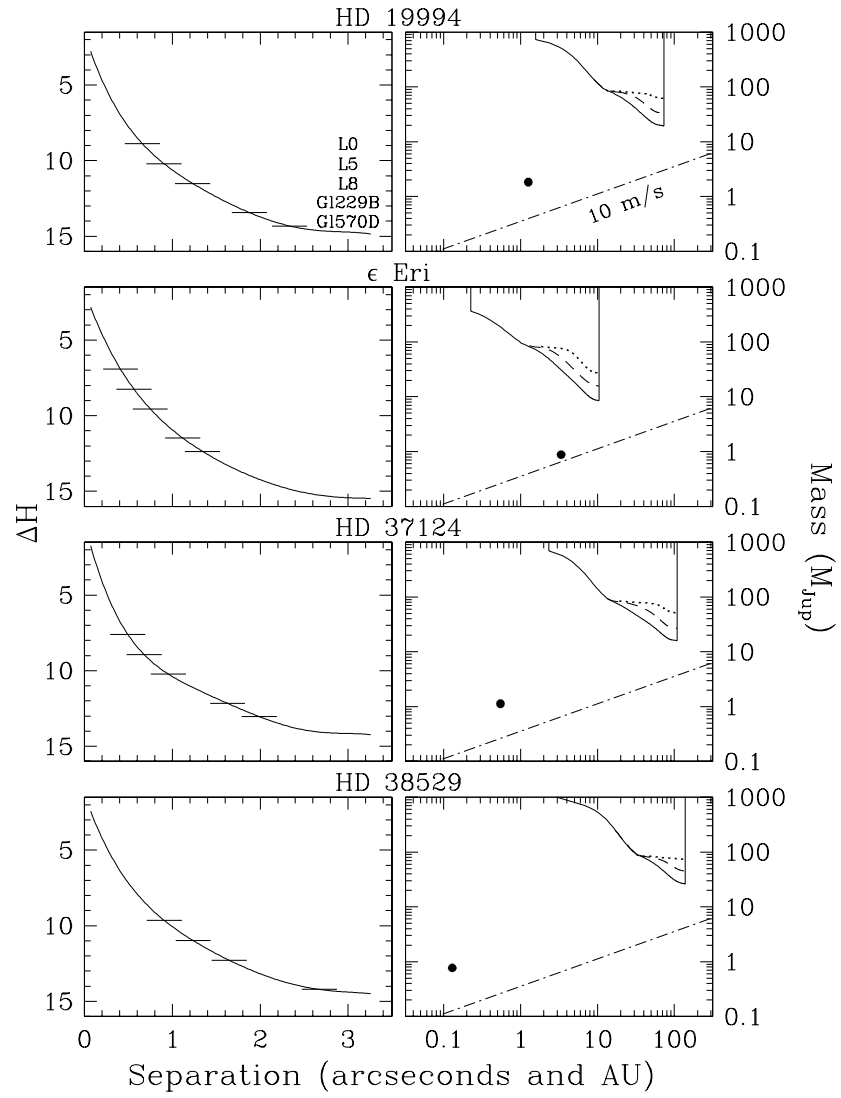 HD 19994
5
10
15
L0
L5
L8
Gl229B
Gl570D
10 m/s
1000
100
10
1
0.1
ϵ Eri
5
10
15
1000
100
10
1
0.1
HD 37124
5
10
15
1000
100
10
1
0.1
HD 38529
5
10
15
1000
100
10
1
0.1
0 1 2 3
0.1 1 10 100
ΔH
Mass (M_Jup)
Separation (arcseconds and AU)